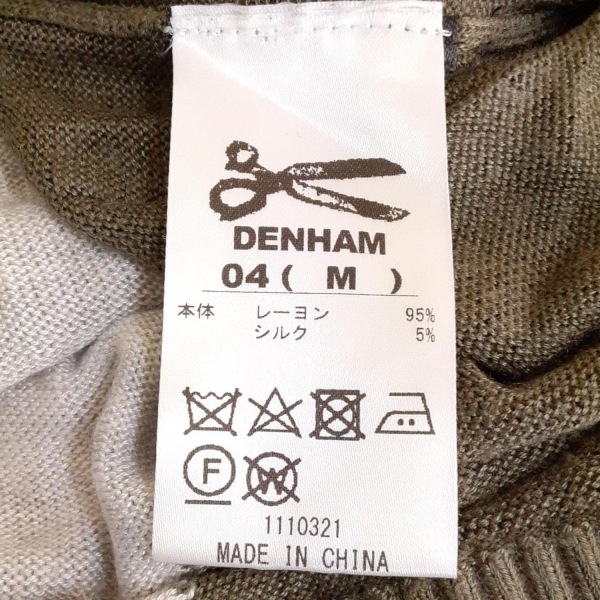 DENHAM
04 ( M )
本体 レーヨン 95%
シルク 5%
F W
1110321
MADE IN CHINA